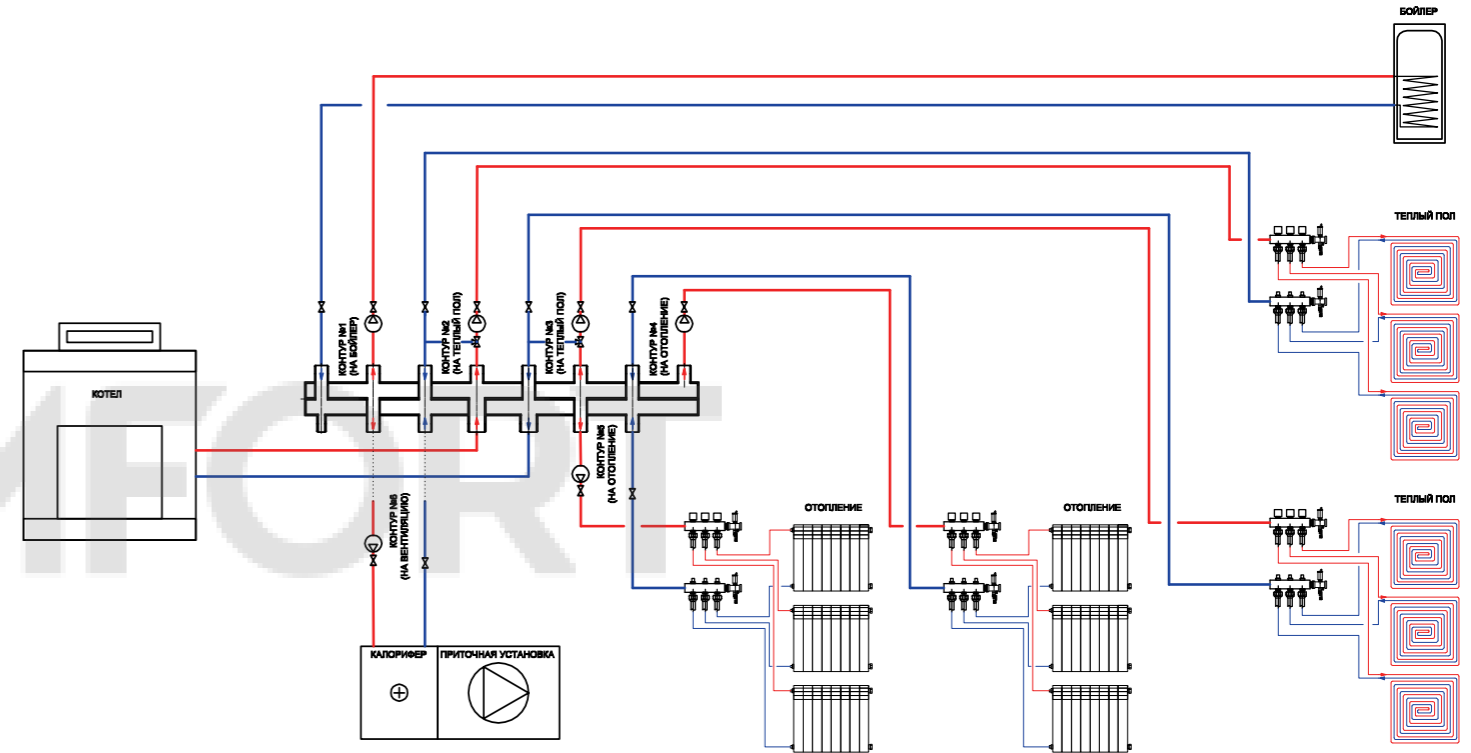 БОЙЛЕР
ТЕПЛЫЙ ПОЛ
КОНТУР №1
(НА БОЙЛЕР)
КОНТУР №2
(НА ТЕПЛЫЙ ПОЛ)
КОНТУР №3
(НА ТЕПЛЫЙ ПОЛ)
КОНТУР №4
(НА ОТОПЛЕНИЕ)
КОТЕЛ
MFORT
КОНТУР №5
(НА ОТОПЛЕНИЕ)
КОНТУР №6
(НА ВЕНТИЛЯЦИЮ)
ОТОПЛЕНИЕ
ОТОПЛЕНИЕ
ТЕПЛЫЙ ПОЛ
КАЛОРИФЕР
ПРИТОЧНАЯ УСТАНОВКА